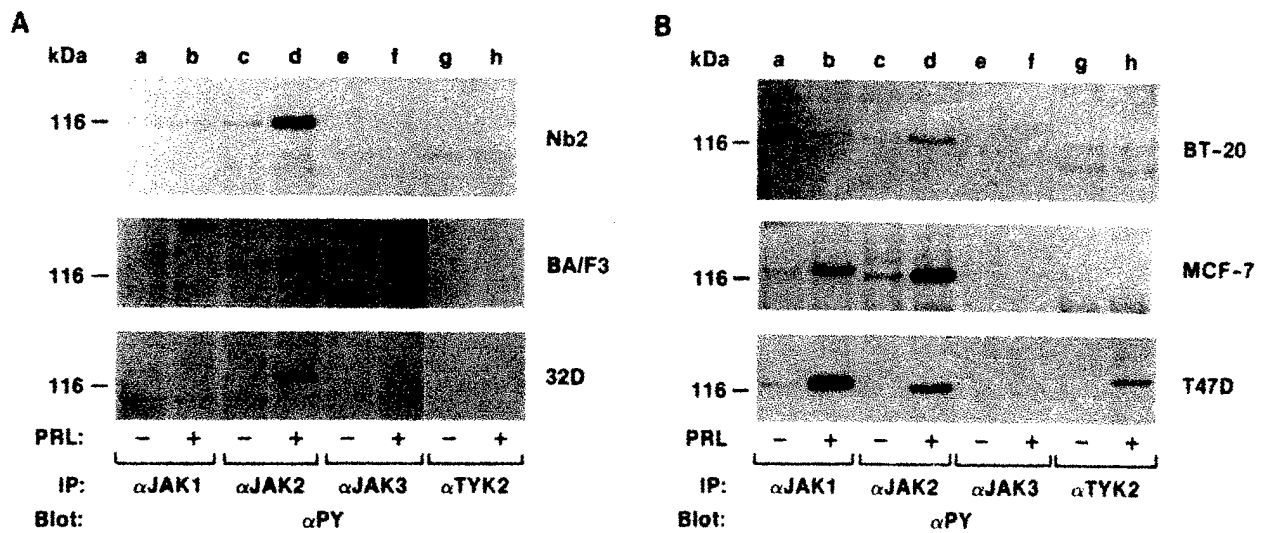 A
kDa a b c d e f g h
116 –
Nb2
116 –
BA/F3
116 –
32D
PRL: – + – + – + – +
IP: αJAK1 αJAK2 αJAK3 αTYK2
Blot: αPY
B
kDa a b c d e f g h
116 –
BT-20
116 –
MCF-7
116 –
T47D
PRL – + – + – + – +
IP: αJAK1 αJAK2 αJAK3 αTYK2
Blot: αPY